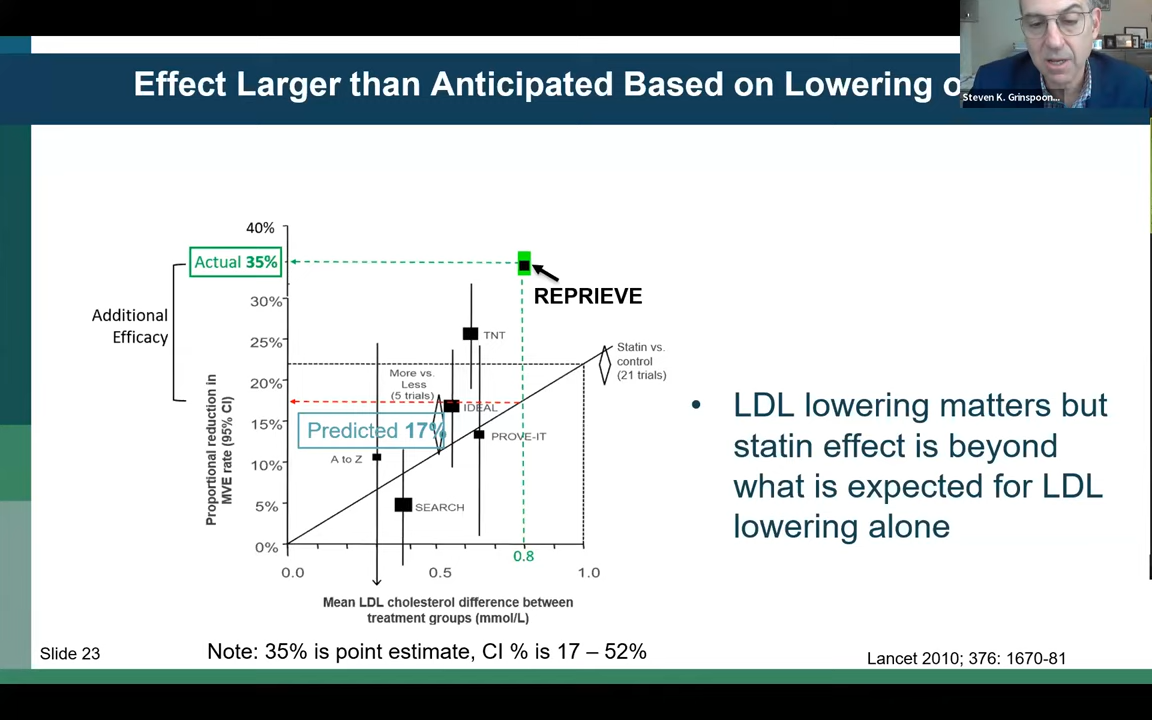 Effect Larger than Anticipated Based on Lowering
Steven K. Grinspoon...
40%
Actual 35%
30%
25%
20%
15%
10%
5%
0%
Additional
Efficacy
Proportional reduction in
MVE rate (95% CI)
REPRIEVE
TNT
Statin vs.
control
(21 trials)
More vs.
Less
(5 trials)
IDEAL
Predicted 17%
PROVE-IT
A to Z
SEARCH
0.8
0.0
0.5
1.0
Mean LDL cholesterol difference between
treatment groups (mmol/L)
• LDL lowering matters but
statin effect is beyond
what is expected for LDL
lowering alone
Slide 23
Note: 35% is point estimate, CI % is 17 – 52%
Lancet 2010; 376: 1670-81